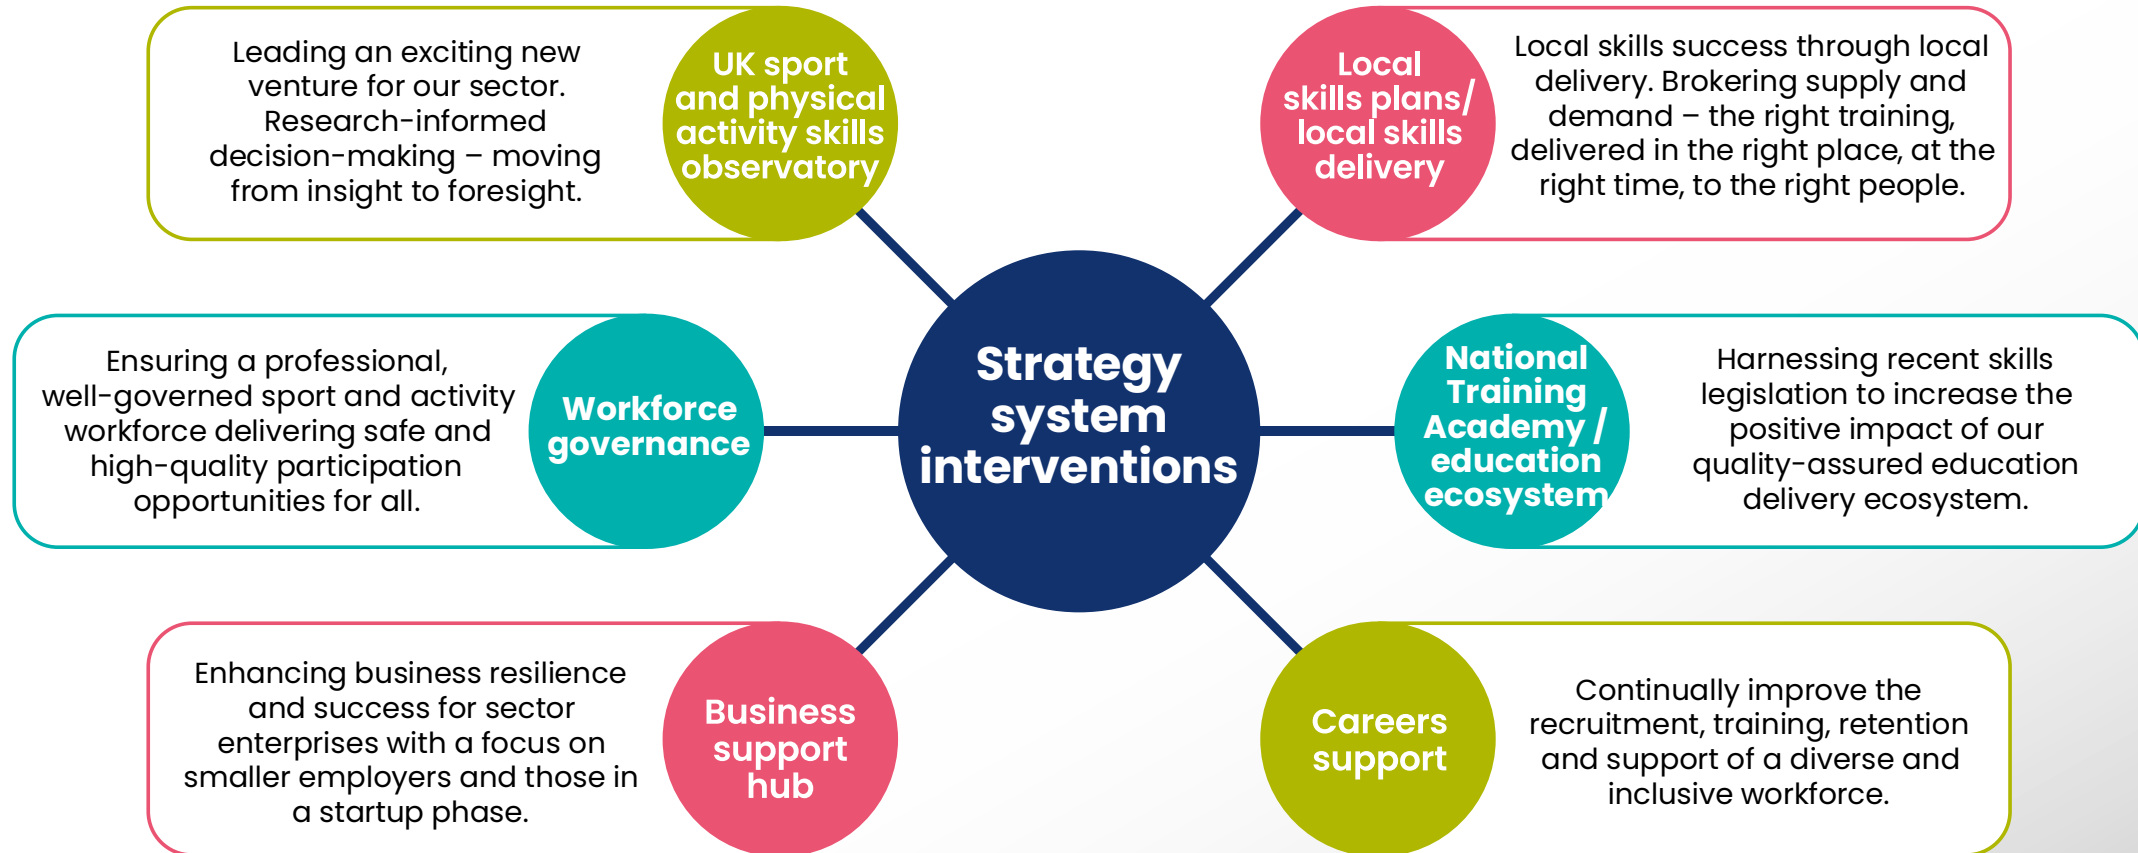 Leading an exciting new
venture for our sector.
Research-informed
decision-making – moving
from insight to foresight.
UK sport
and physical
activity skills
observatory
Local
skills plans/
local skills
delivery
Local skills success through local
delivery. Brokering supply and
demand – the right training,
delivered in the right place, at the
right time, to the right people.
Ensuring a professional,
well-governed sport and activity
workforce delivering safe and
high-quality participation
opportunities for all.
Workforce
governance
Strategy
system
interventions
National
Training
Academy /
education
ecosystem
Harnessing recent skills
legislation to increase the
positive impact of our
quality-assured education
delivery ecosystem.
Enhancing business resilience
and success for sector
enterprises with a focus on
smaller employers and those in
a startup phase.
Business
support
hub
Careers
support
Continually improve the
recruitment, training, retention
and support of a diverse and
inclusive workforce.